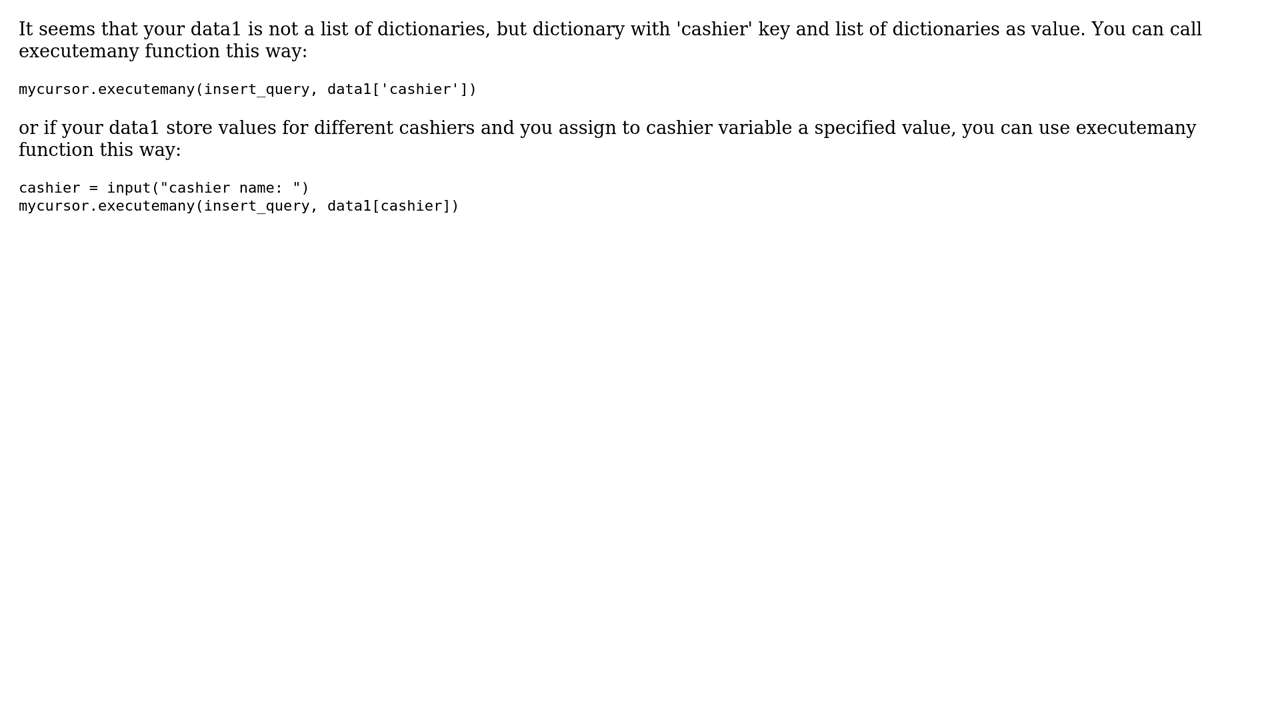 It seems that your data1 is not a list of dictionaries, but dictionary with 'cashier' key and list of dictionaries as value. You can call
executemany function this way:
mycursor.executemany(insert_query, data1['cashier'])
or if your data1 store values for different cashiers and you assign to cashier variable a specified value, you can use executemany
function this way:
cashier = input("cashier name: ")
mycursor.executemany(insert_query, data1[cashier])